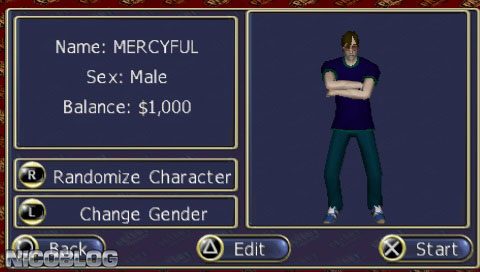 Name: MERCYFUL
Sex: Male
Balance: $1,000
R Randomize Character
L Change Gender
Back
Edit
X Start
NICOBLOG